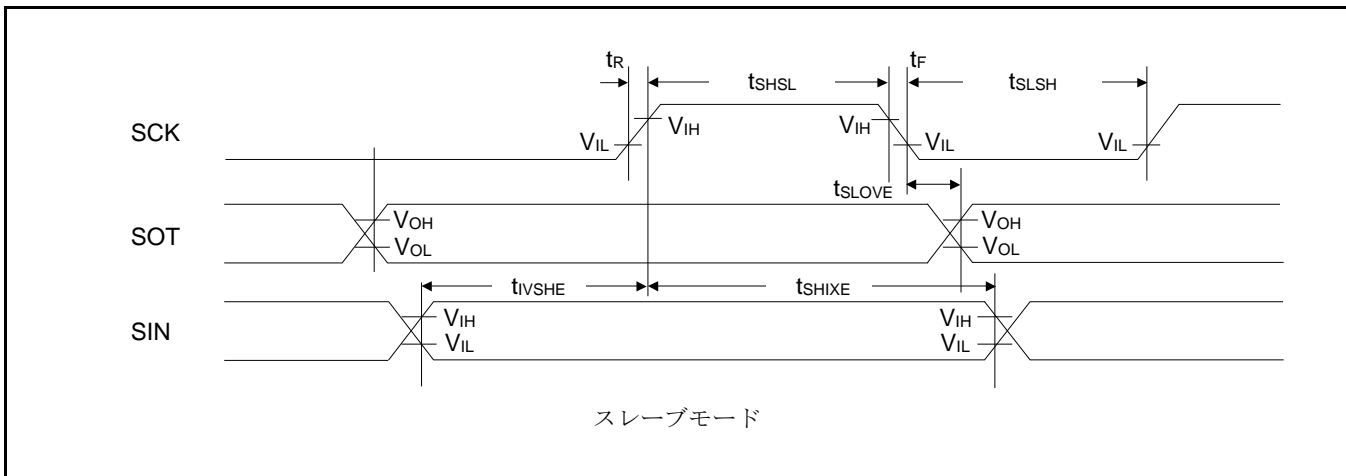 tR tF
tSHSL tSLSH
SCK VIL VIH VIH VIL VIL
tSLOVE
SOT VOH VOH
VOL VOL
tIVSHE tSHIXE
SIN VIH VIH
VIL VIL
スレーブモード